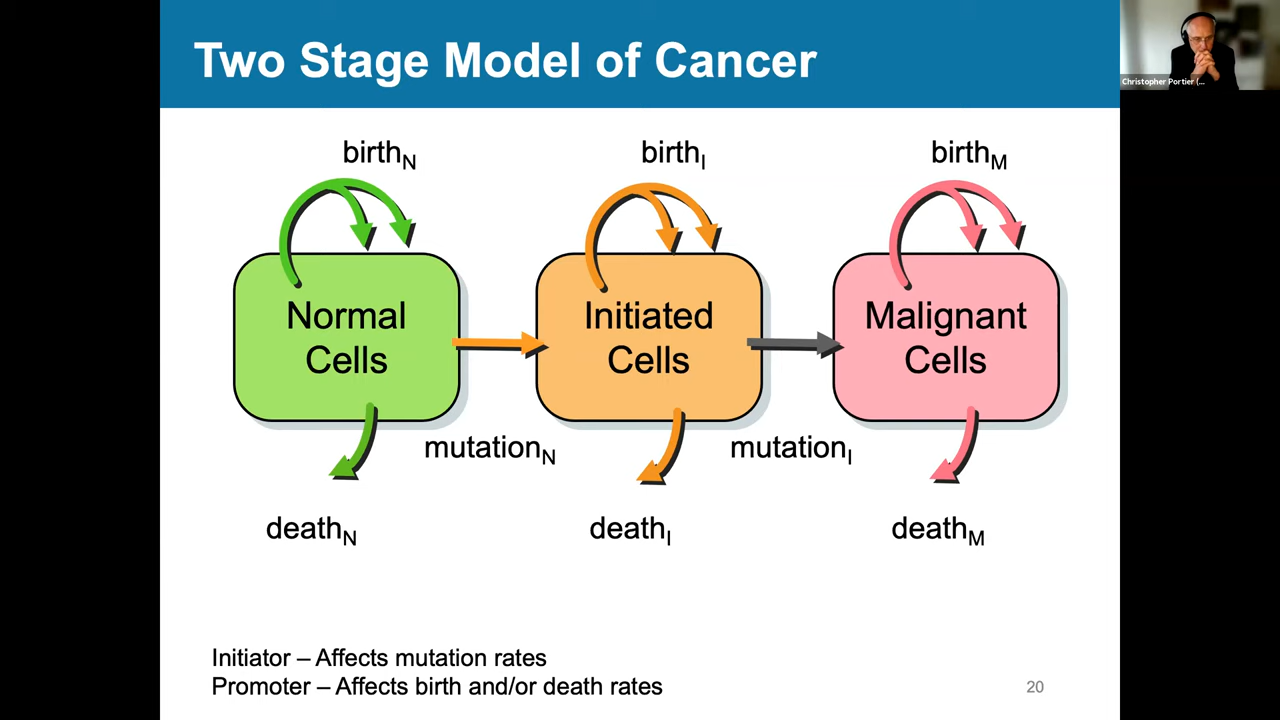 Two Stage Model of Cancer
Christopher Portier (...
birthN
birthI
birthM
Normal
Cells
Initiated
Cells
Malignant
Cells
mutationN
mutationI
deathN
deathI
deathM
Initiator – Affects mutation rates
Promoter – Affects birth and/or death rates
20